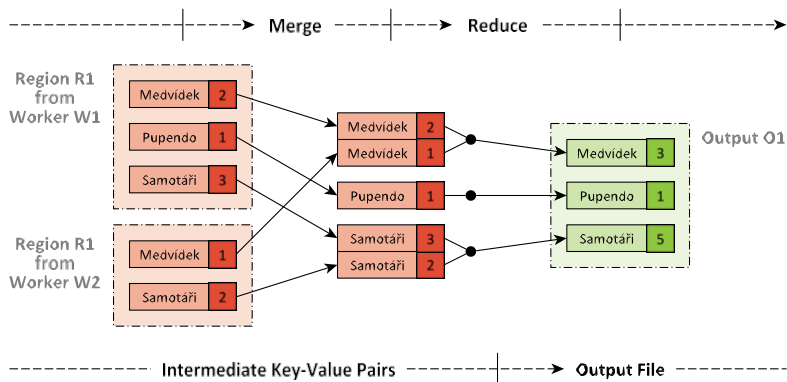 Merge
Reduce
Region R1
from
Worker W1
Medvídek 2
Pupendo 1
Samotáři 3
Region R1
from
Worker W2
Medvídek 1
Samotáři 2
Medvídek 2
Medvídek 1
Pupendo 1
Samotáři 3
Samotáři 2
Medvídek 3
Pupendo 1
Samotáři 5
Output O1
Intermediate Key-Value Pairs
Output File